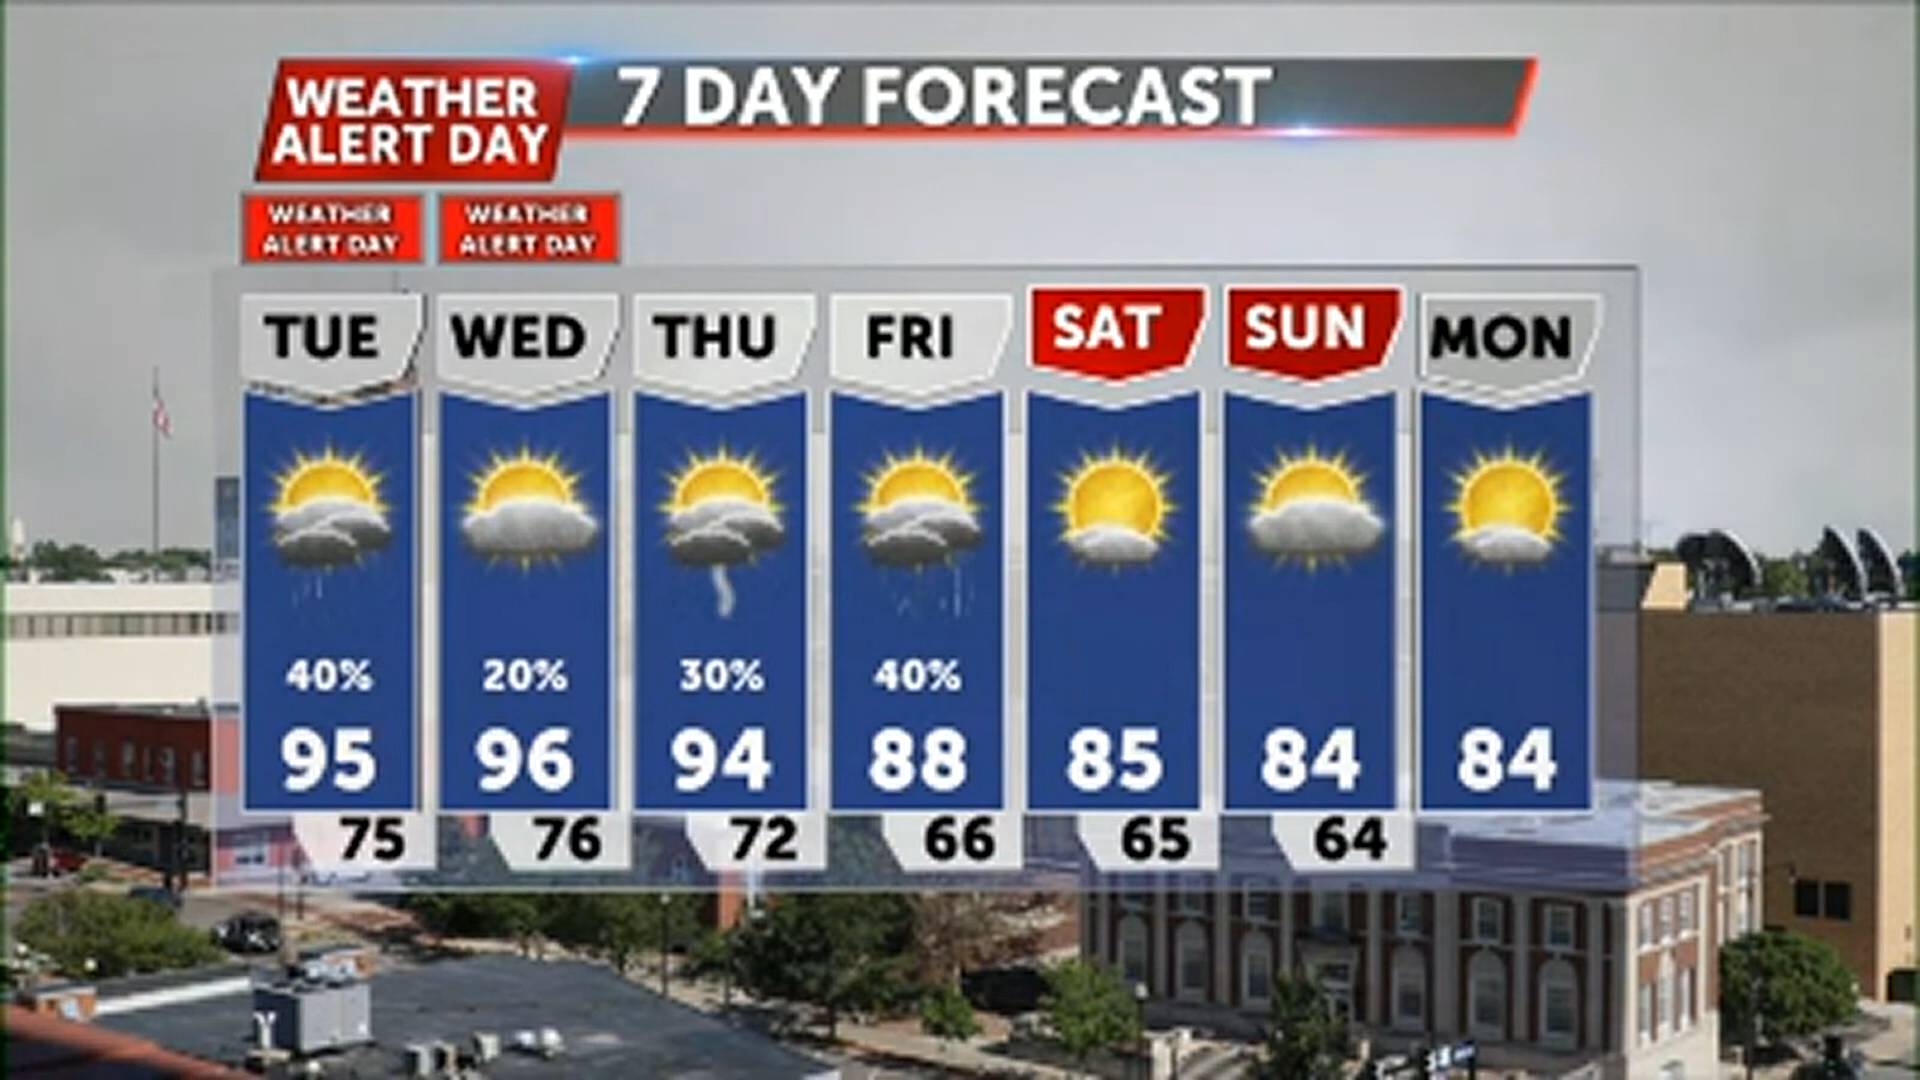 WEATHER
ALERT DAY
7 DAY FORECAST
WEATHER
ALERT DAY
WEATHER
ALERT DAY
TUE WED THU FRI SAT SUN MON
40% 20% 30% 40%
95 96 94 88 85 84 84
75 76 72 66 65 64